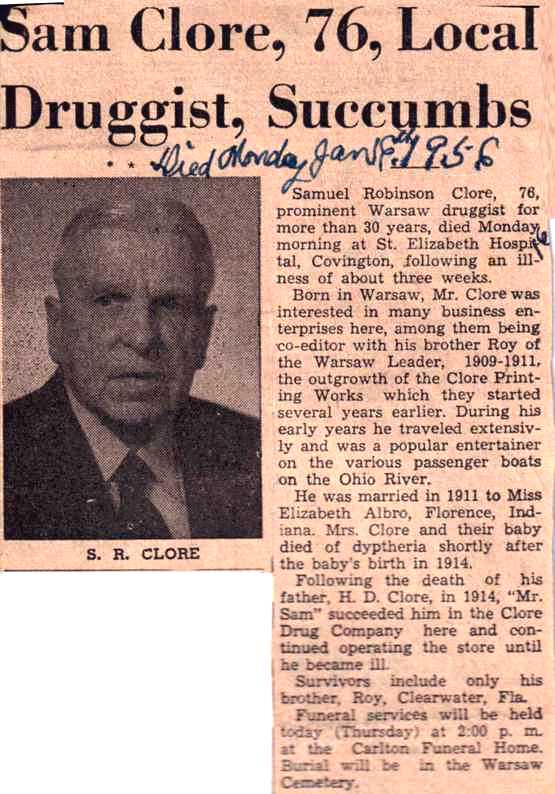 Sam Clore, 76, Local
Druggist, Succumbs
Died Monday Jan 9th 1956
S. R. CLORE
Samuel Robinson Clore, 76,
prominent Warsaw druggist for
more than 30 years, died Monday
morning at St. Elizabeth Hospi-
tal, Covington, following an ill-
ness of about three weeks.
Born in Warsaw, Mr. Clore was
interested in many business en-
terprises here, among them being
co-editor with his brother Roy of
the Warsaw Leader, 1909-1911,
the outgrowth of the Clore Print-
ing Works which they started
several years earlier. During his
early years he traveled extensiv-
ly and was a popular entertainer
on the various passenger boats
on the Ohio River.
He was married in 1911 to Miss
Elizabeth Albro, Florence, Ind-
iana. Mrs. Clore and their baby
died of dyptheria shortly after
the baby's birth in 1914.
Following the death of his
father, H. D. Clore, in 1914, "Mr.
Sam" succeeded him in the Clore
Drug Company here and con-
tinued operating the store until
he became ill.
Survivors include only his
brother, Roy, Clearwater, Fla.
Funeral services will be held
today (Thursday) at 2:00 p. m.
at the Carlton Funeral Home.
Burial will be in the Warsaw
Cemetery.